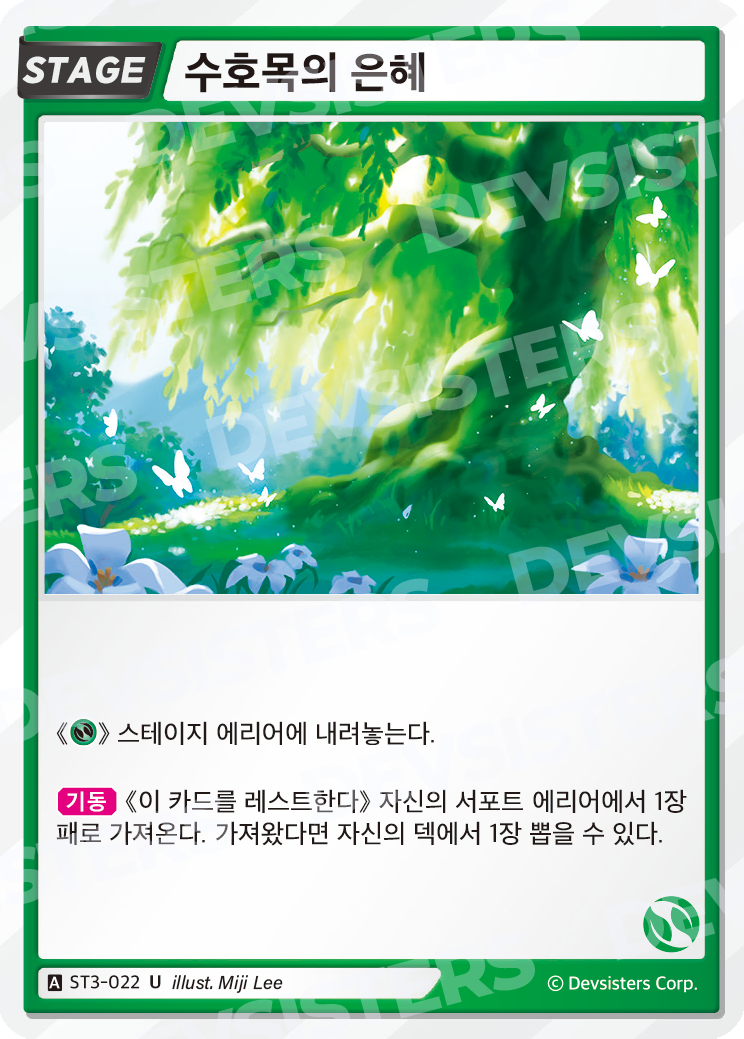 STAGE
수호목의 은혜
《》 스테이지 에리어에 내려놓는다.
기동 《이 카드를 레스트한다》 자신의 서포트 에리어에서 1장
패로 가져온다. 가져왔다면 자신의 덱에서 1장 뽑을 수 있다.
A ST3-022 U illust. Miji Lee
© Devsisters Corp.
DEVSISTERS